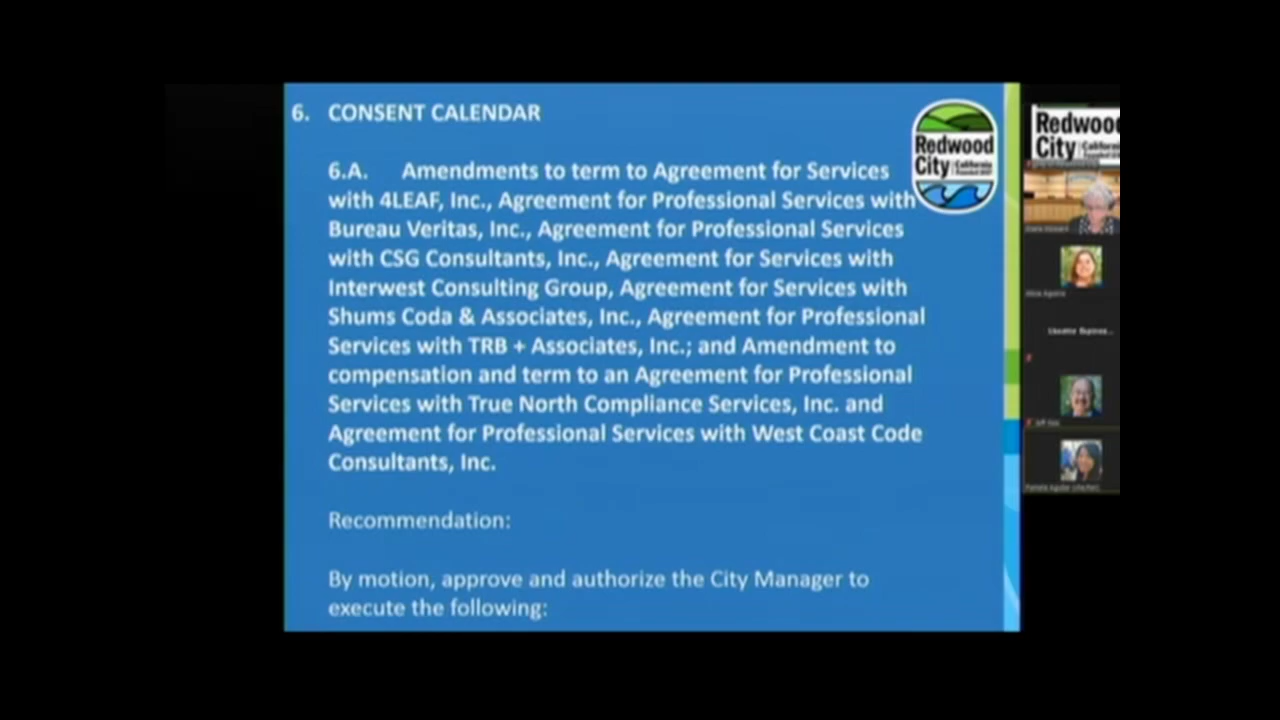 6. CONSENT CALENDAR
6.A. Amendments to term to Agreement for Services
with 4LEAF, Inc., Agreement for Professional Services with
Bureau Veritas, Inc., Agreement for Professional Services
with CSG Consultants, Inc., Agreement for Services with
Interwest Consulting Group, Agreement for Services with
Shums Coda & Associates, Inc., Agreement for Professional
Services with TRB + Associates, Inc.; and Amendment to
compensation and term to an Agreement for Professional
Services with True North Compliance Services, Inc. and
Agreement for Professional Services with West Coast Code
Consultants, Inc.
Recommendation:
By motion, approve and authorize the City Manager to
execute the following:
Redwood
City California
Redwood
City California